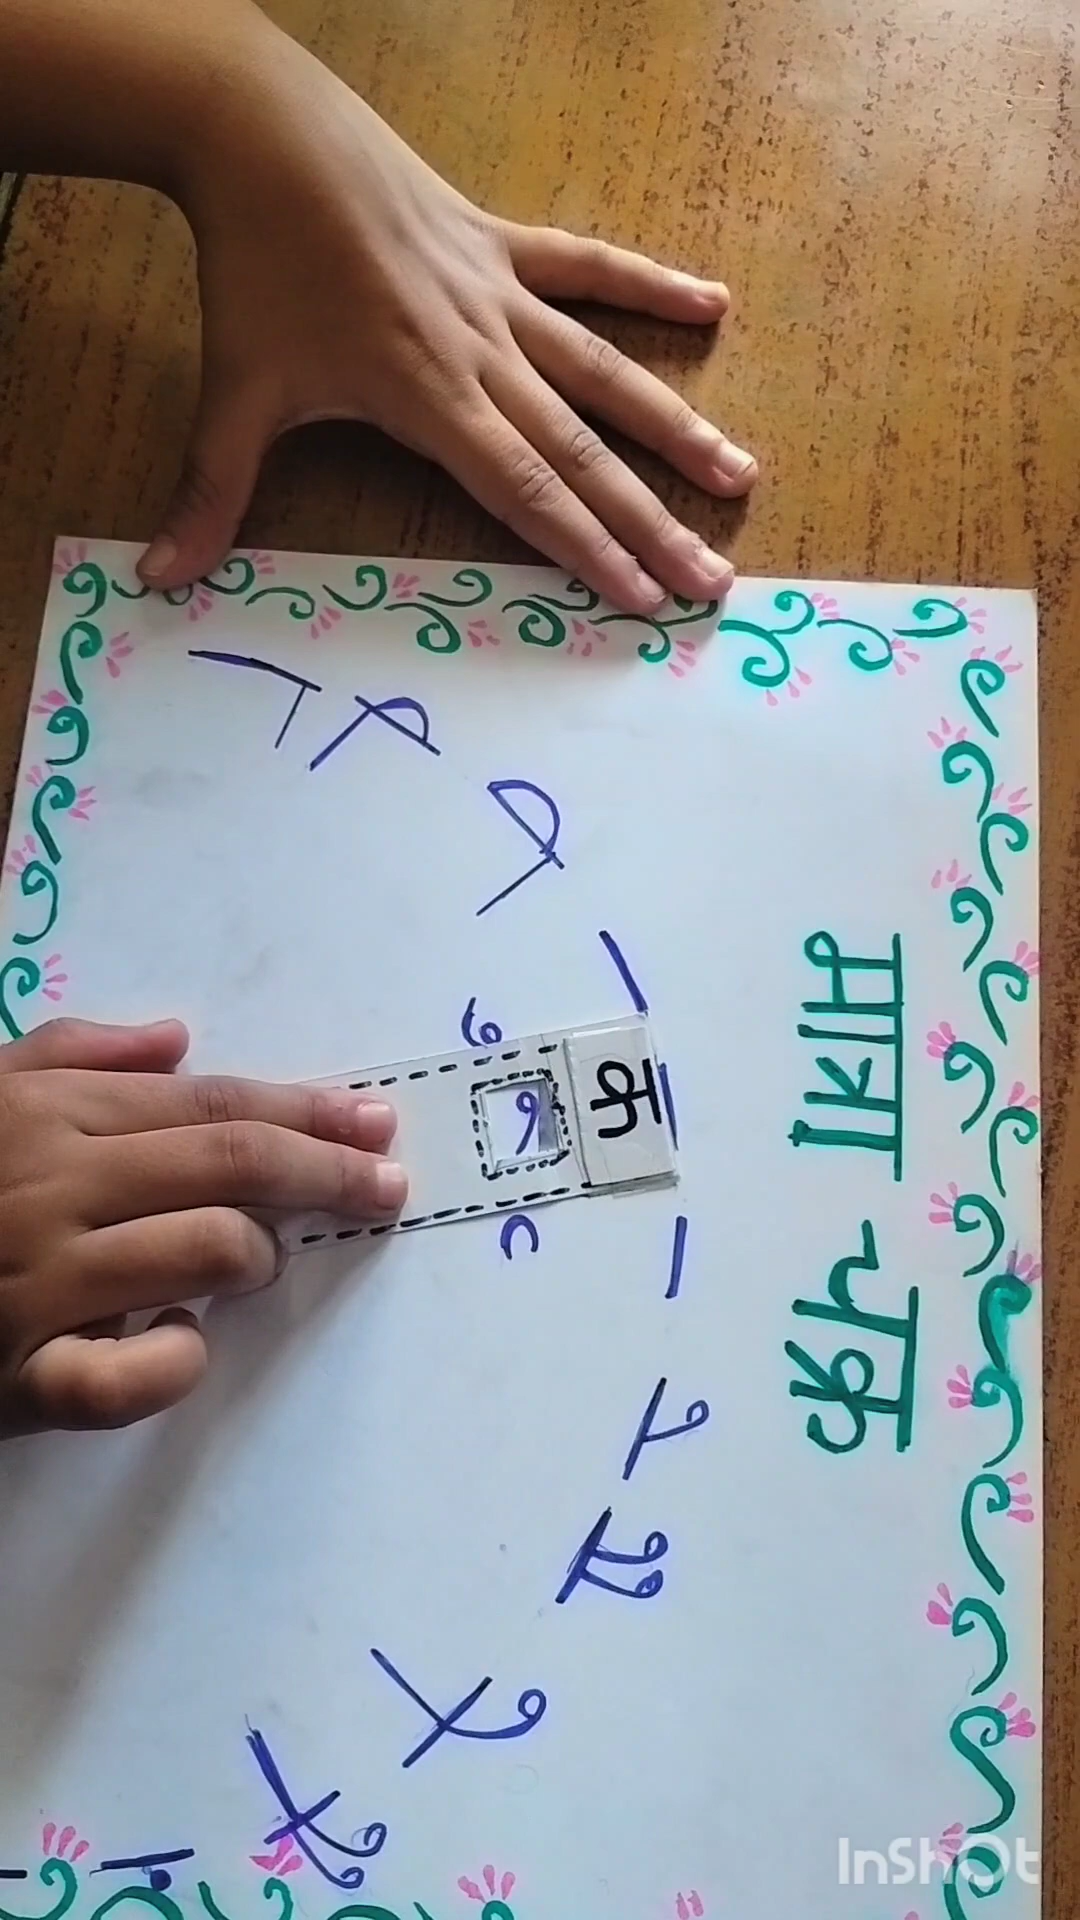 मात्रा चक्र
ा ि ी ु ू ृ े ै ो ौ ं
क
InShOt